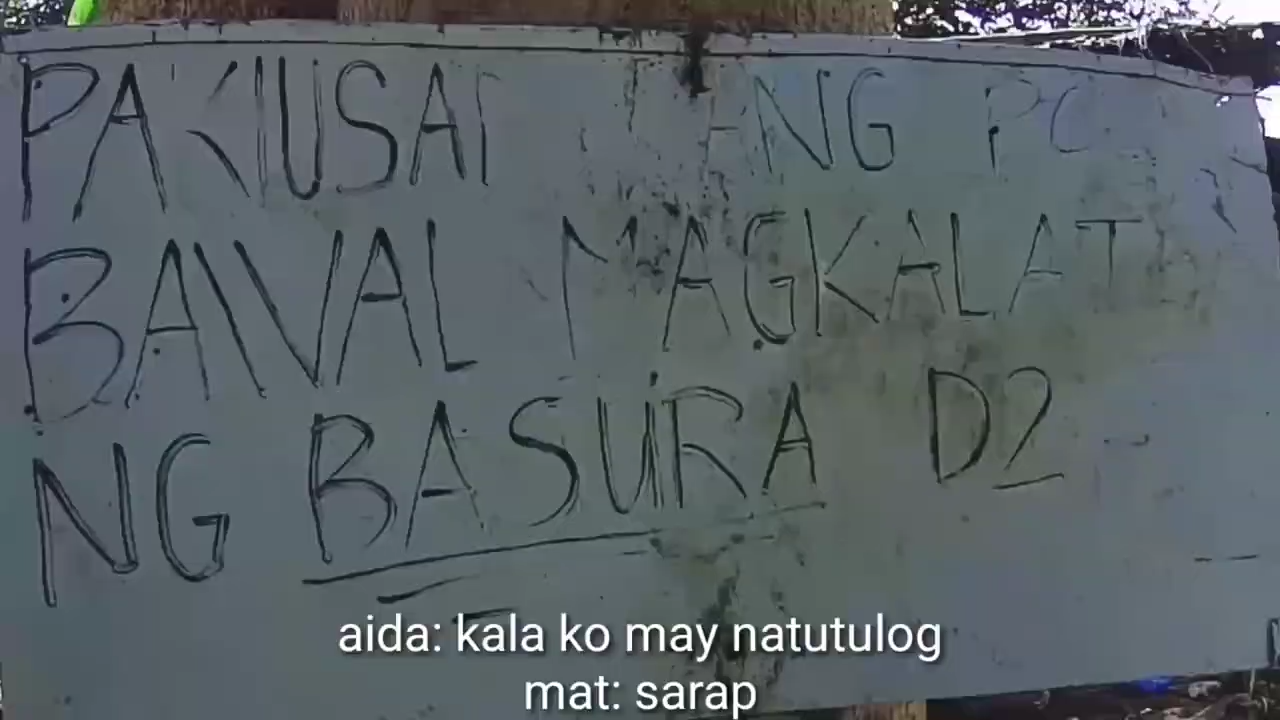 PAKIUSAP LANG PO
BAWAL MAGKALAT
NG BASURA D2
aida: kala ko may natutulog
mat: sarap